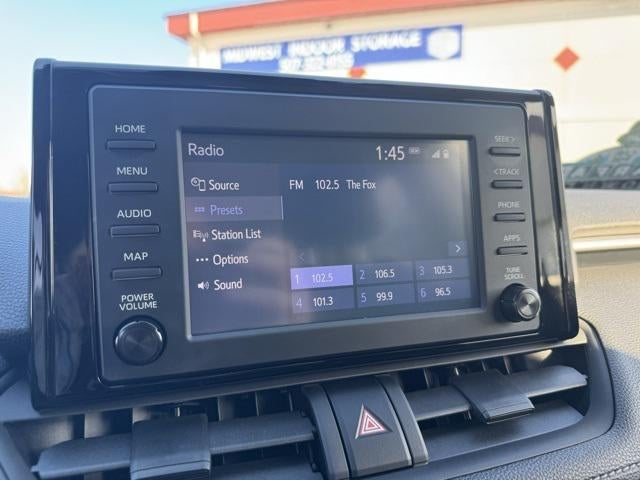 MIDWEST INDOOR STORAGE
HOME
MENU
AUDIO
MAP
POWER
VOLUME
Radio
1:45
Source
Presets
Station List
Options
Sound
FM 102.5 The Fox
1 102.5
2 106.5
3 105.3
4 101.3
5 99.9
6 96.5
SEEK >
< TRACK
PHONE
APPS
TUNE
SCROLL